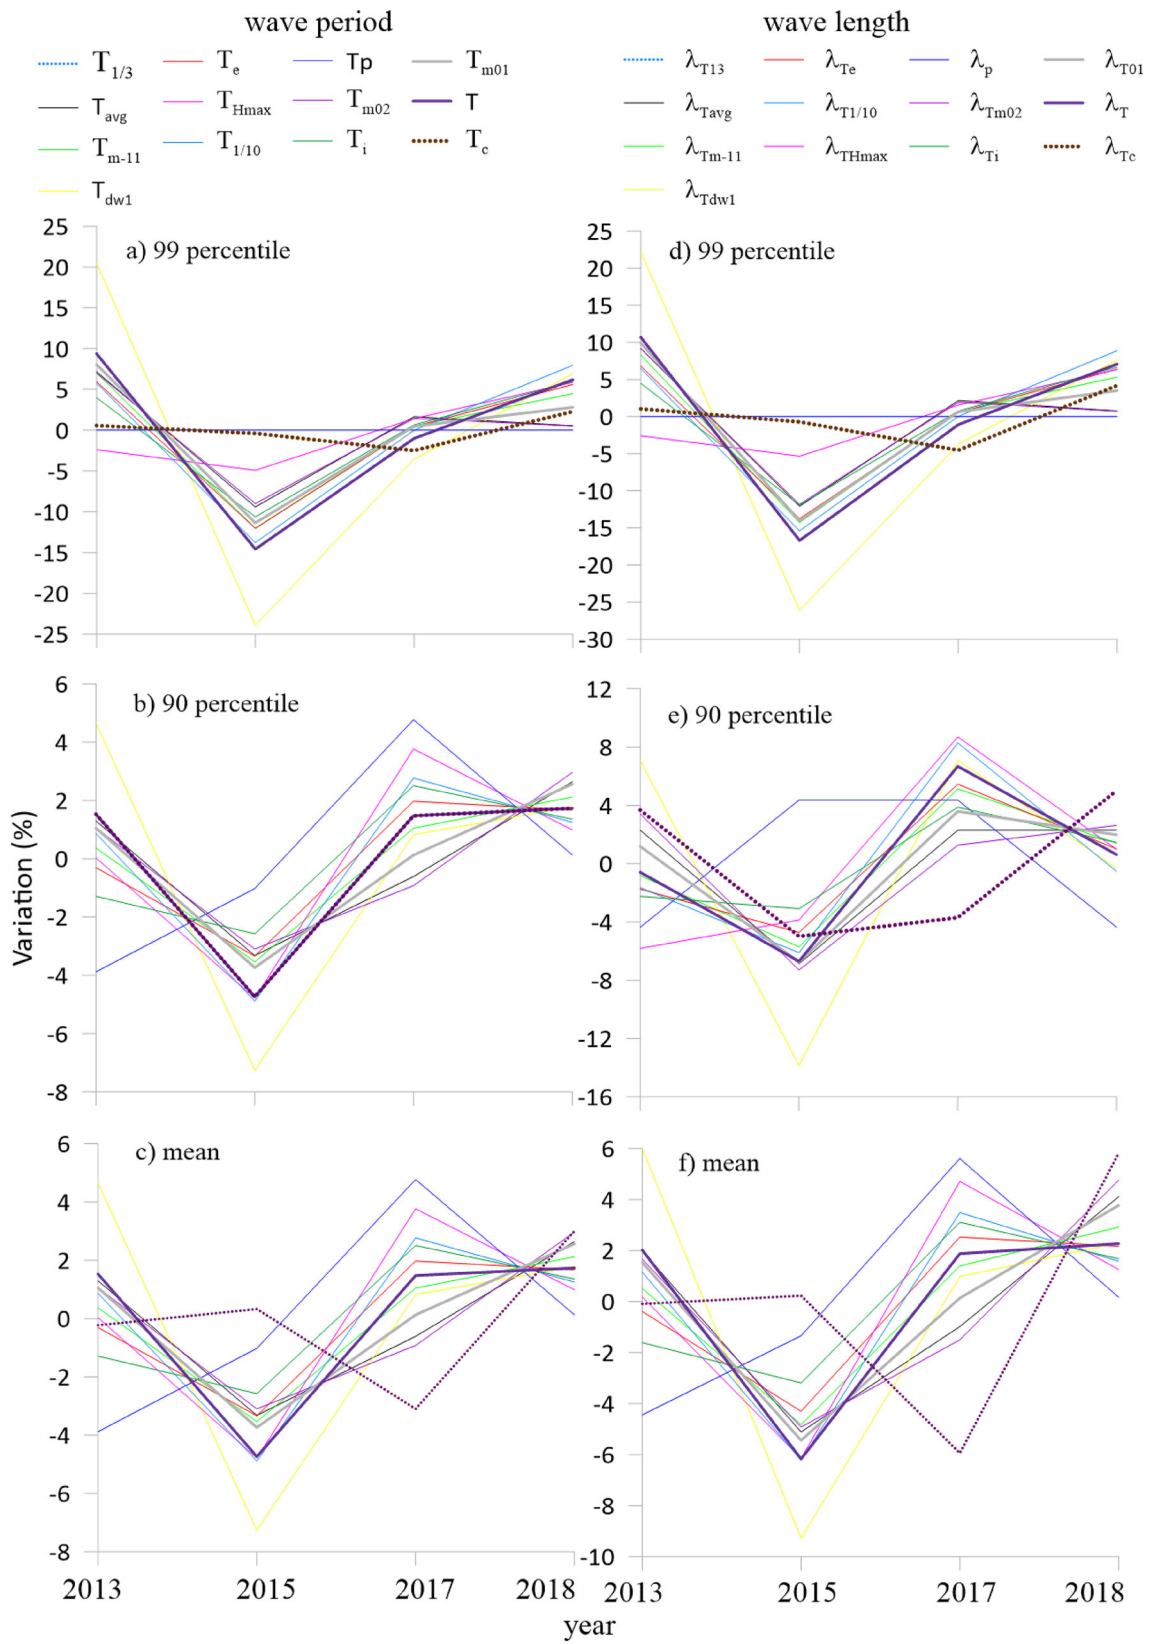 wave period
wave length
T1/3 Te Tp Tm01
Tavg THmax Tm02 T
Tm-11 T1/10 Ti Tc
Tdw1
λT13 λTe λp λT01
λTavg λT1/10 λTm02 λT
λTm-11 λTHmax λTi λTc
λTdw1
a) 99 percentile
25
20
15
10
5
0
-5
-10
-15
-20
-25
d) 99 percentile
25
20
15
10
5
0
-5
-10
-15
-20
-25
-30
Variation (%)
b) 90 percentile
6
4
2
0
-2
-4
-6
-8
e) 90 percentile
12
8
4
0
-4
-8
-12
-16
c) mean
6
4
2
0
-2
-4
-6
-8
f) mean
6
4
2
0
-2
-4
-6
-8
-10
2013 2015 2017 2018
2013 2015 2017 2018
year